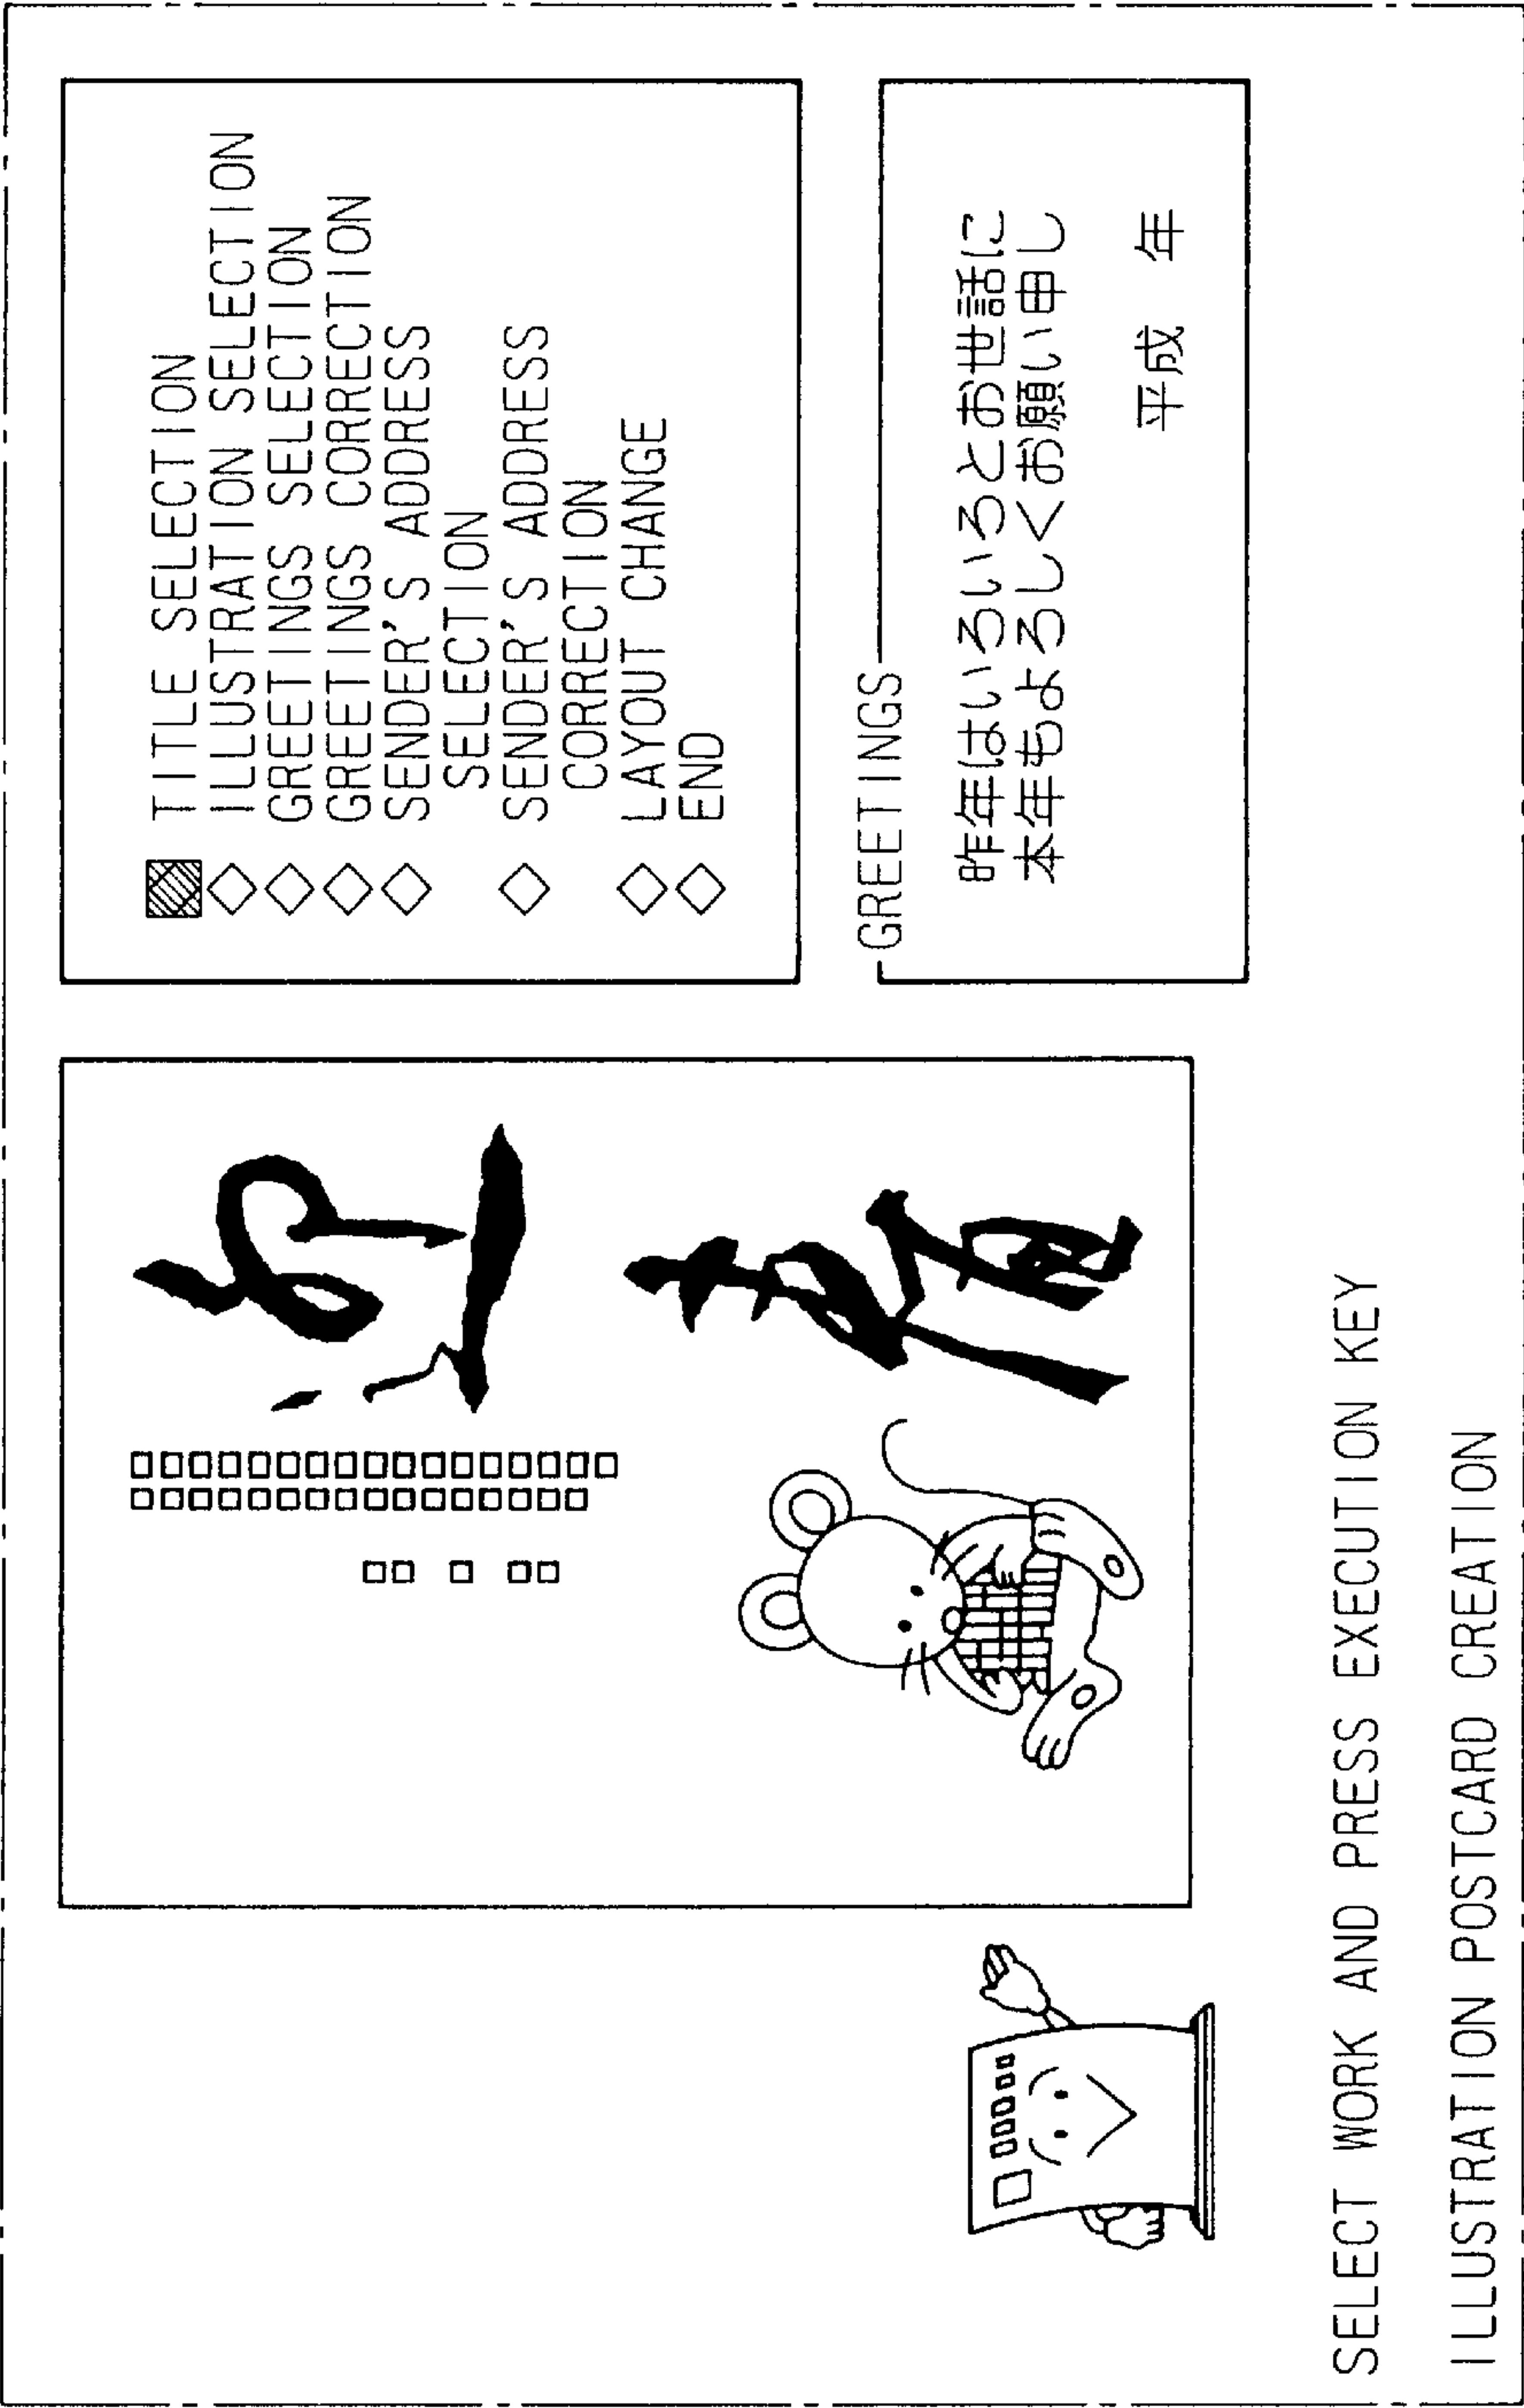 TITLE SELECTION
ILLUSTRATION SELECTION
GREETINGS SELECTION
GREETINGS CORRECTION
SENDER'S ADDRESS
SELECTION
SENDER'S ADDRESS
CORRECTION
LAYOUT CHANGE
END
GREETINGS
昨年はいろいろとお世話に
本年もよろしくお願い申し
平成 年
SELECT WORK AND PRESS EXECUTION KEY
ILLUSTRATION POSTCARD CREATION